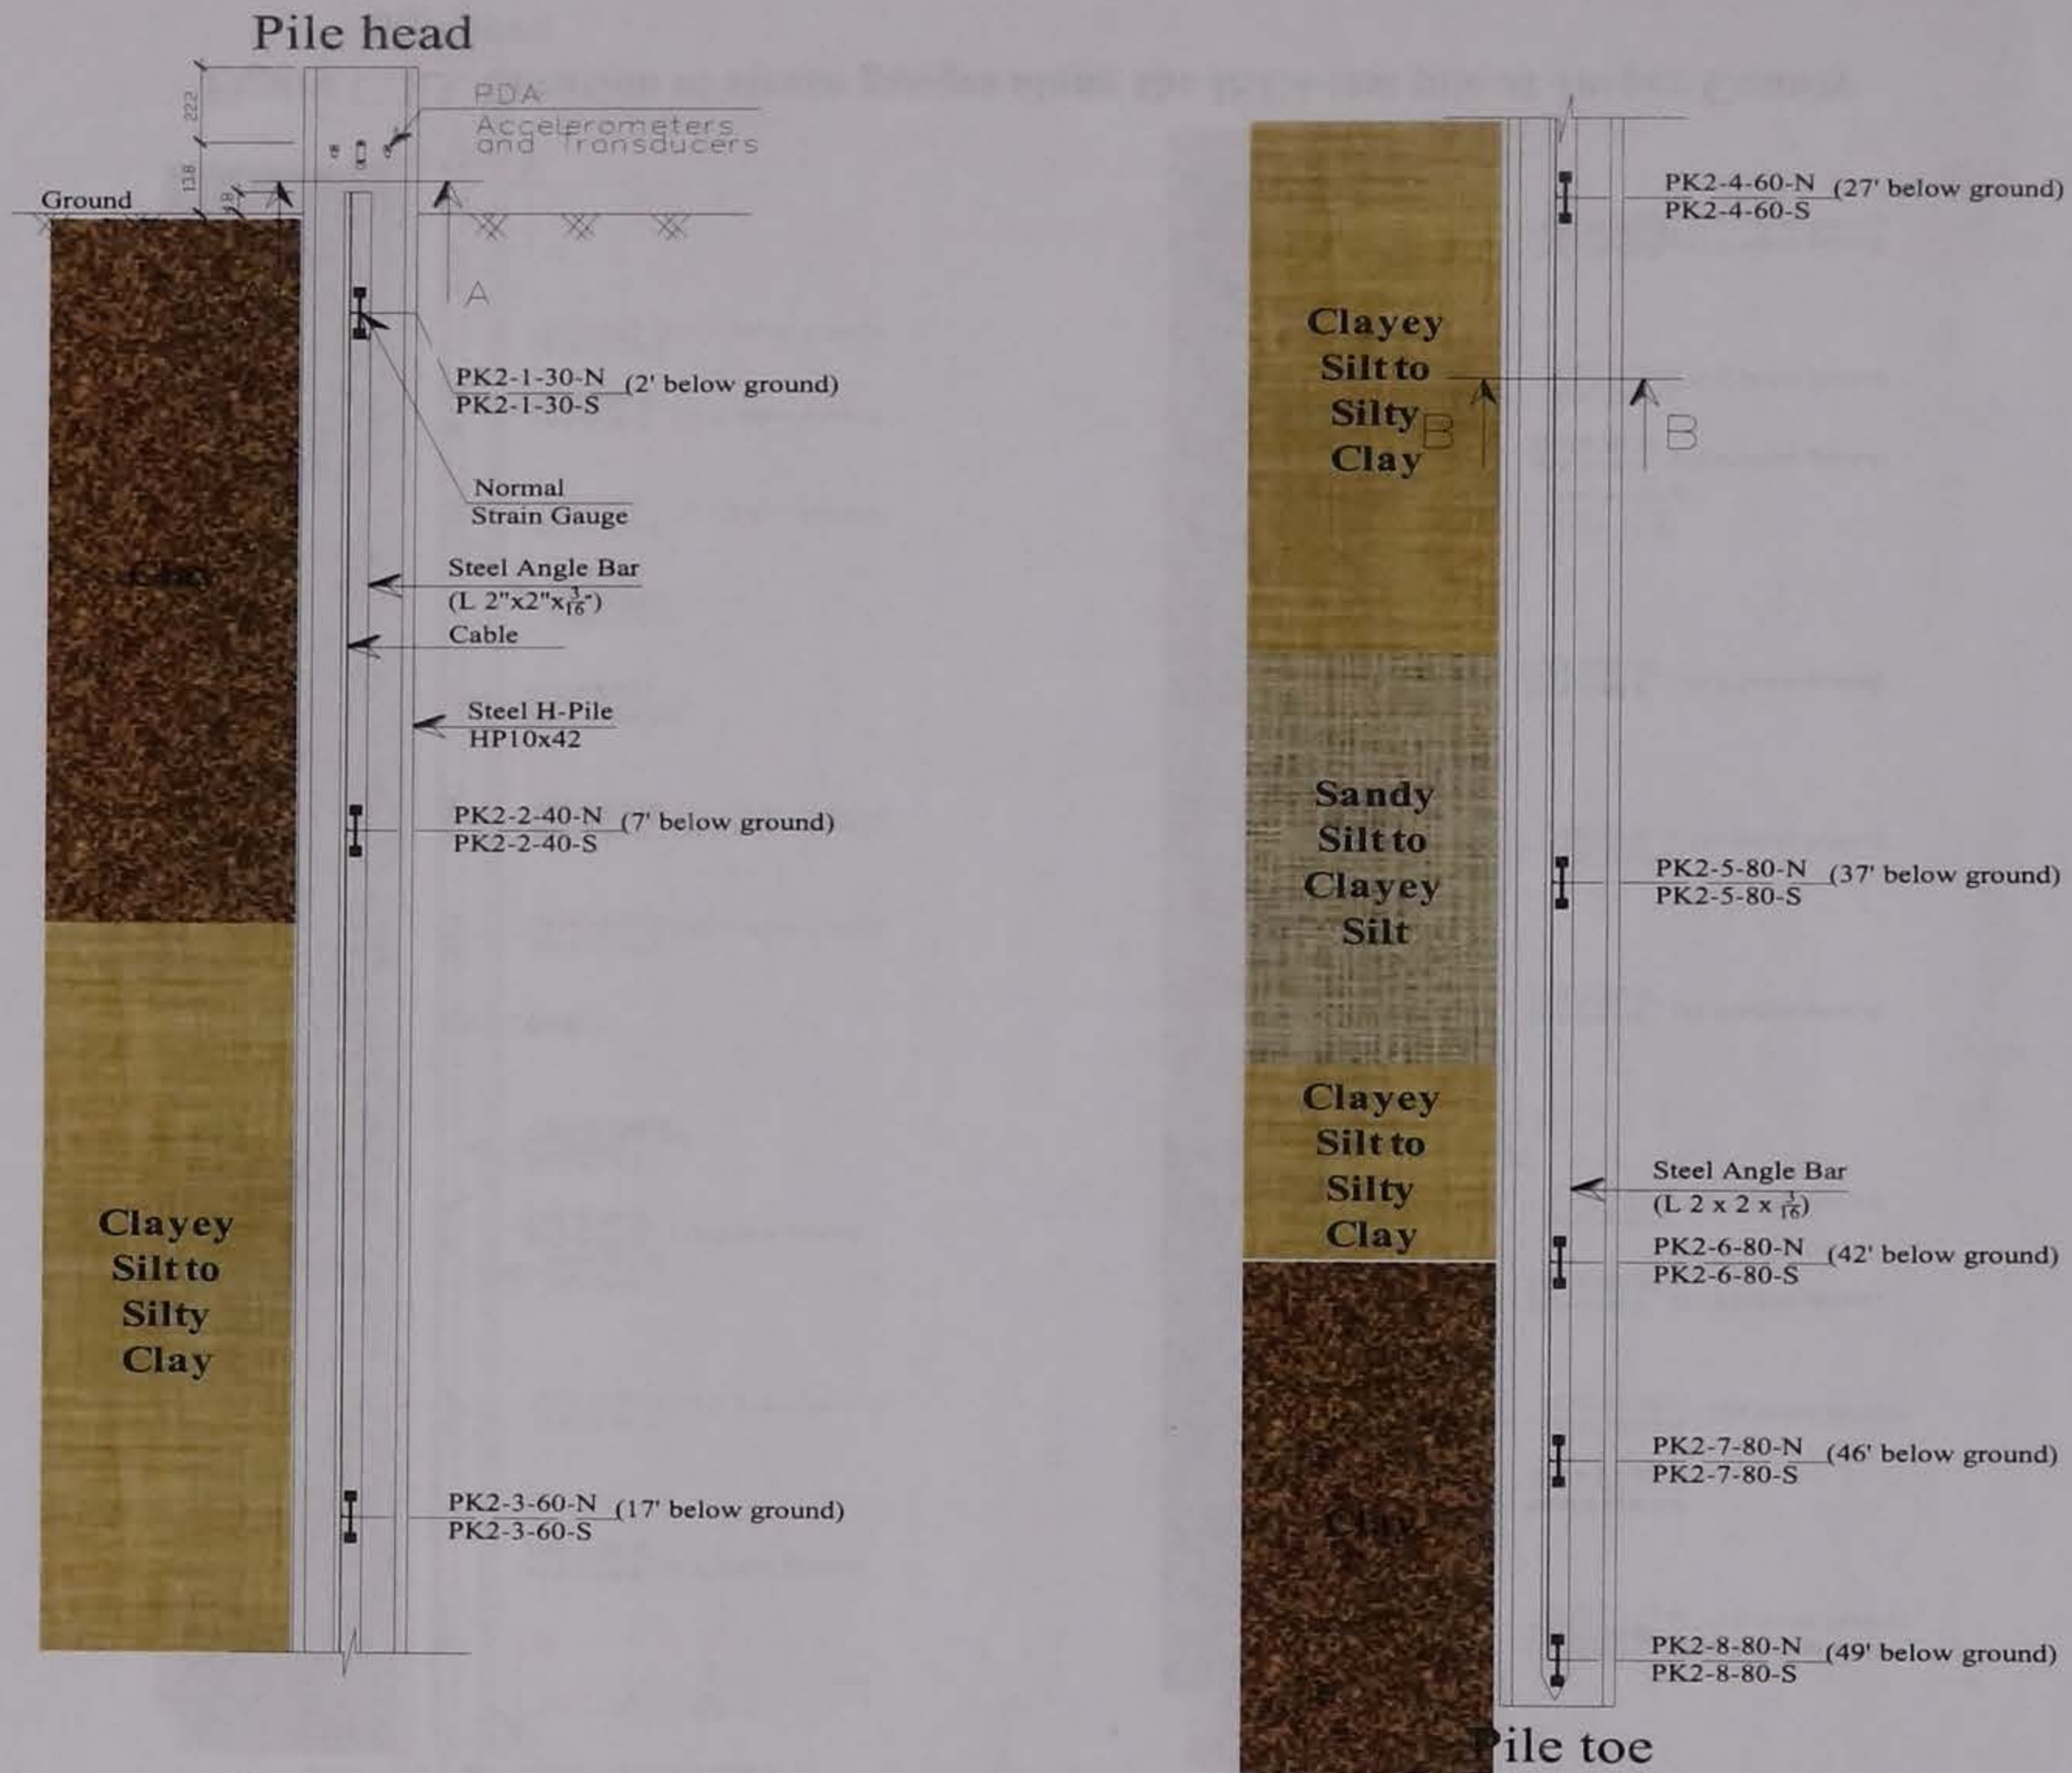 Pile head
22.2
13.8
PDA
Accelerometers
and Transducers
Ground
A
PK2-1-30-N (2' below ground)
PK2-1-30-S
Normal
Strain Gauge
Clay
Steel Angle Bar
(L 2"x2"x3/16")
Cable
Steel H-Pile
HP10x42
PK2-2-40-N (7' below ground)
PK2-2-40-S
Clayey
Silt to
Silty
Clay
PK2-3-60-N (17' below ground)
PK2-3-60-S
PK2-4-60-N (27' below ground)
PK2-4-60-S
Clayey
Silt to
Silty
Clay
B
B
Sandy
Silt to
Clayey
Silt
PK2-5-80-N (37' below ground)
PK2-5-80-S
Clayey
Silt to
Silty
Clay
Steel Angle Bar
(L 2 x 2 x 3/16)
PK2-6-80-N (42' below ground)
PK2-6-80-S
PK2-7-80-N (46' below ground)
PK2-7-80-S
Clay
PK2-8-80-N (49' below ground)
PK2-8-80-S
Pile toe